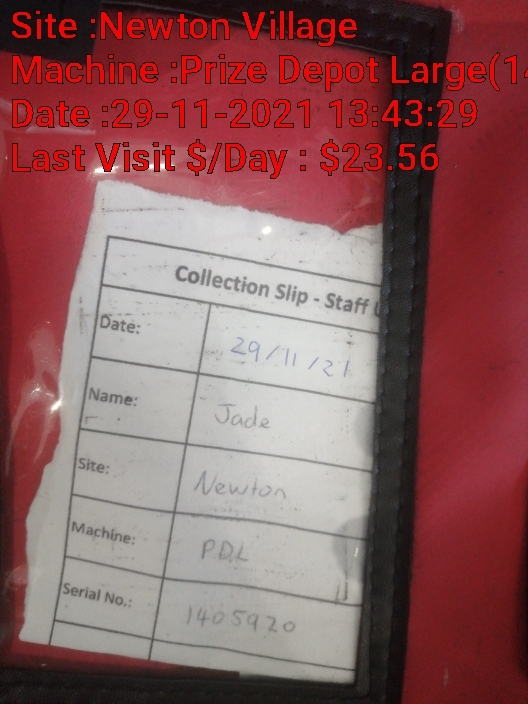 Site :Newton Village
Machine :Prize Depot Large(14
Date :29-11-2021 13:43:29
Last Visit $/Day : $23.56
Collection Slip - Staff
Date: 29/11/21
Name: Jade
Site: Newton
Machine: PDL
Serial No.: 1405920